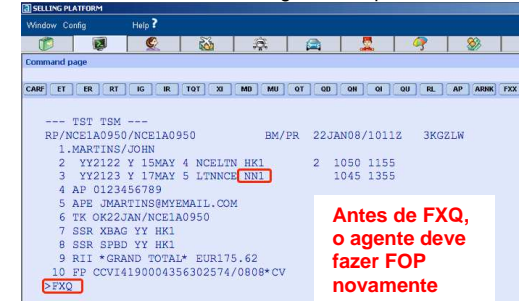 SELLING PLATFORM
Window Config Help ?
Command page
CARF ET ER RT IG IR TQT XI MD MU QT QD QN QI QU RL AP ARNK FXX
--- TST TSM ---
RP/NCE1A0950/NCE1A0950 BM/PR 22JAN08/1011Z 3KGZLW
1.MARTINS/JOHN
2 YY2122 Y 15MAY 4 NCELTN HK1 2 1050 1155
3 YY2123 Y 17MAY 5 LTNNCE NN1 1045 1355
4 AP 0123456789
5 APE JMARTINS@MYEMAIL.COM
6 TK OK22JAN/NCE1A0950
7 SSR XBAG YY HK1
8 SSR SPBD YY HK1
9 RII *GRAND TOTAL* EUR175.62
10 FP CCVI4190004356302574/0808*CV
>FXQ
Antes de FXQ,
o agente deve
fazer FOP
novamente